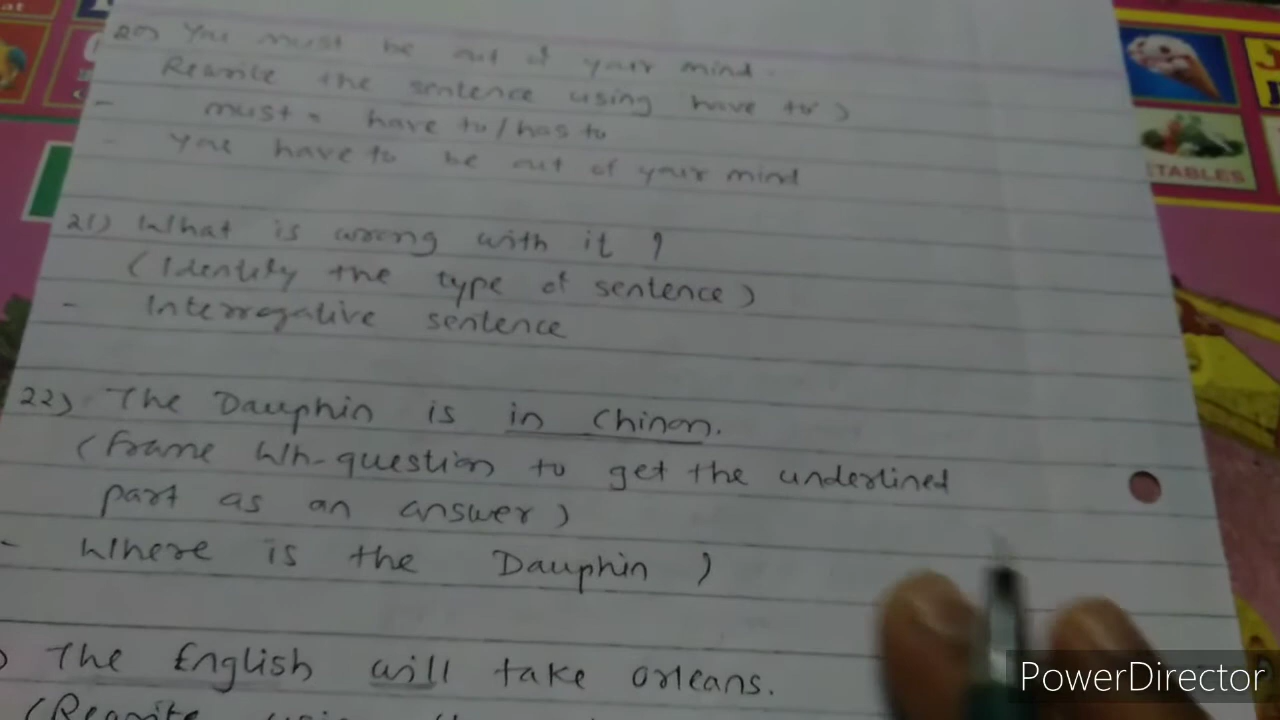 20) You must be out of your mind.
Rewrite the sentence using have to)
- must = have to/has to
- You have to be out of your mind
21) What is wrong with it ?
(Identify the type of sentence)
- Interrogative sentence
22) The Dauphin is in Chinon.
(Frame Wh-question to get the underlined
part as an answer)
- Where is the Dauphin )
) The English will take orleans.
(Rewrite using
TABLES
PowerDirector